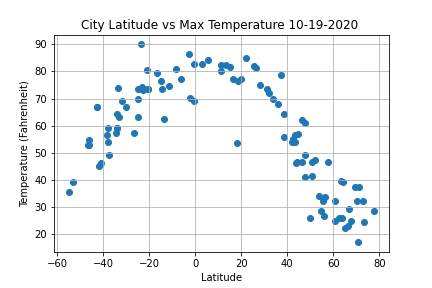 City Latitude vs Max Temperature 10-19-2020
Temperature (Fahrenheit)
90
80
70
60
50
40
30
20
−60 −40 −20 0 20 40 60 80
Latitude